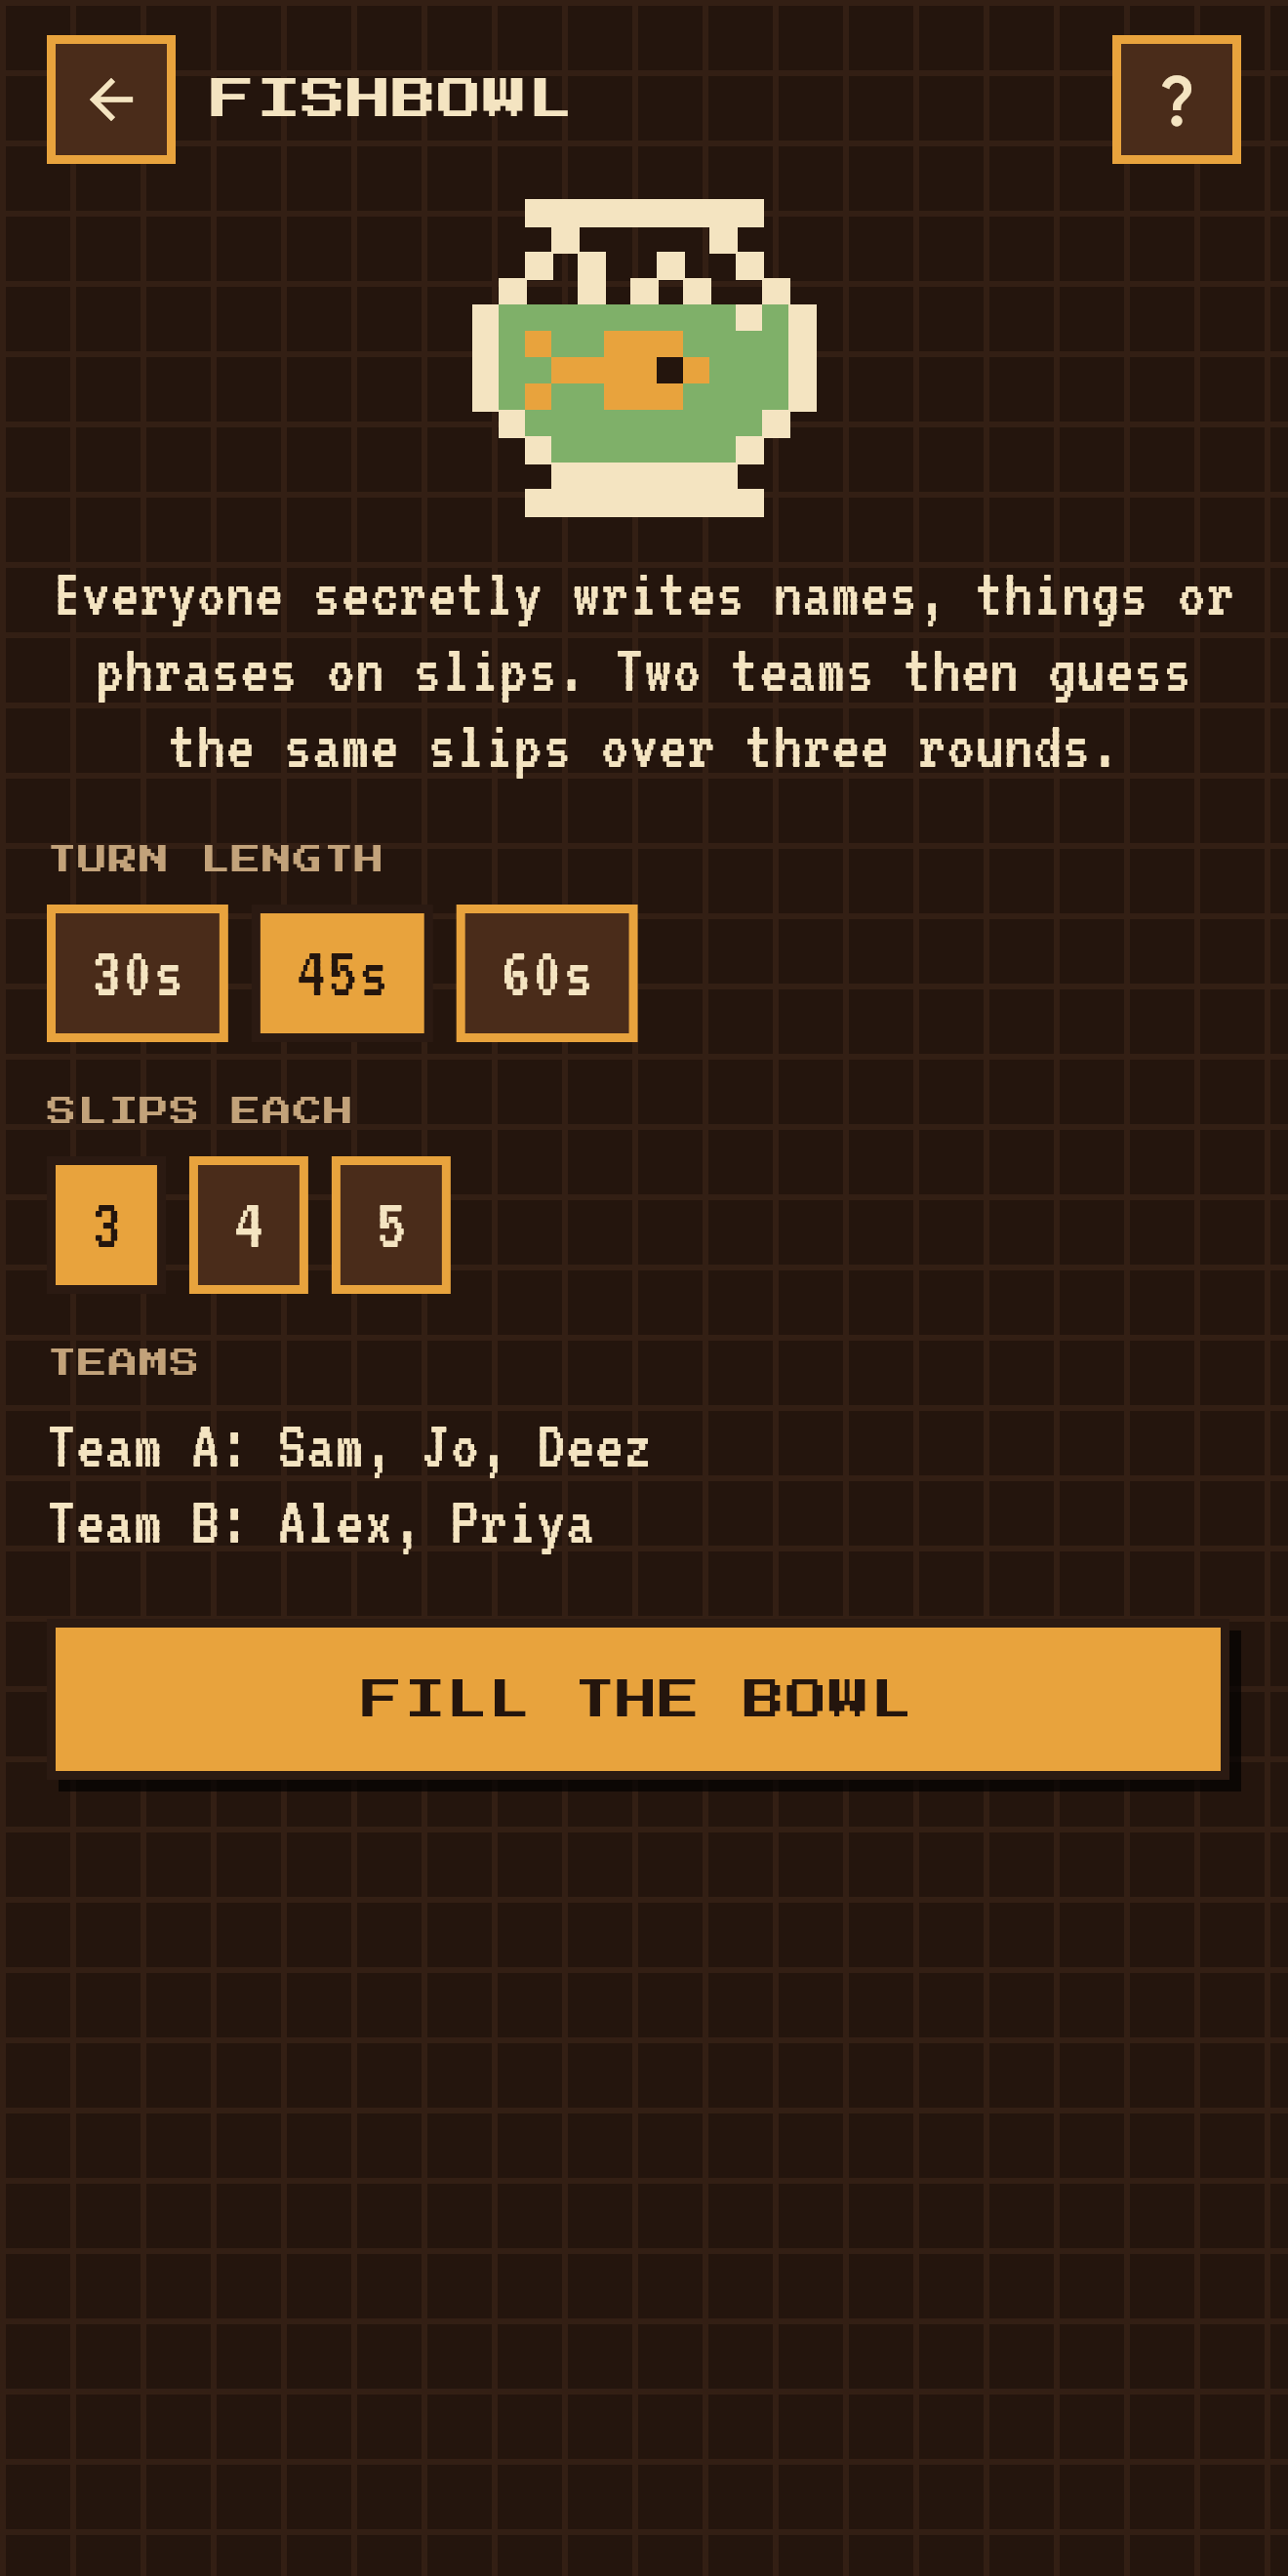 FISHBOWL
?
Everyone secretly writes names, things or
phrases on slips. Two teams then guess
the same slips over three rounds.
TURN LENGTH
30s 45s 60s
SLIPS EACH
3 4 5
TEAMS
Team A: Sam, Jo, Deez
Team B: Alex, Priya
FILL THE BOWL